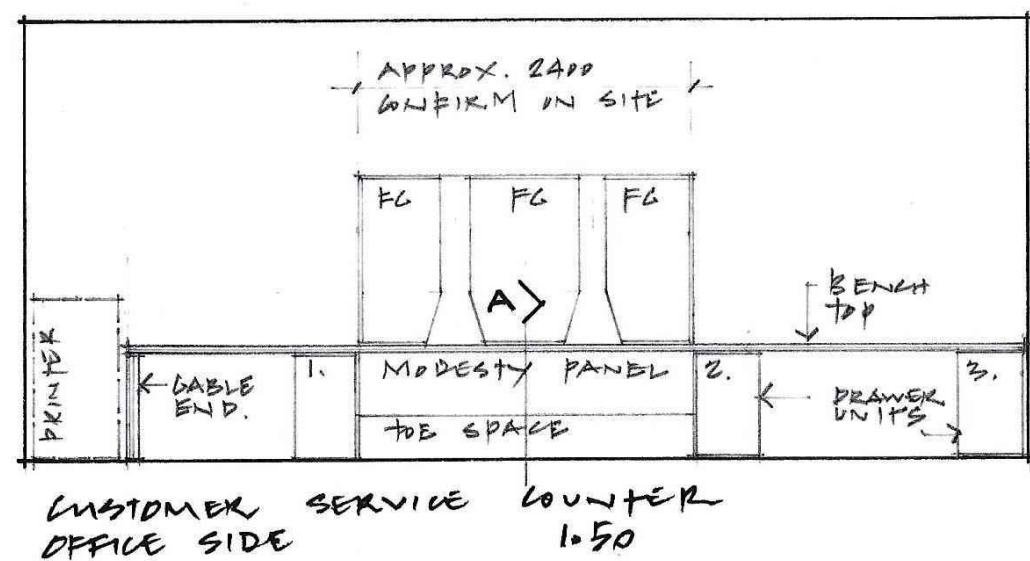 APPROX. 2400
CONFIRM ON SITE
FG
FG
FG
A
BENCH
TOP
PRINTER
GABLE
END.
1.
MODESTY PANEL
TOE SPACE
2.
DRAWER
UNITS
3.
CUSTOMER SERVICE COUNTER
OFFICE SIDE
1.50